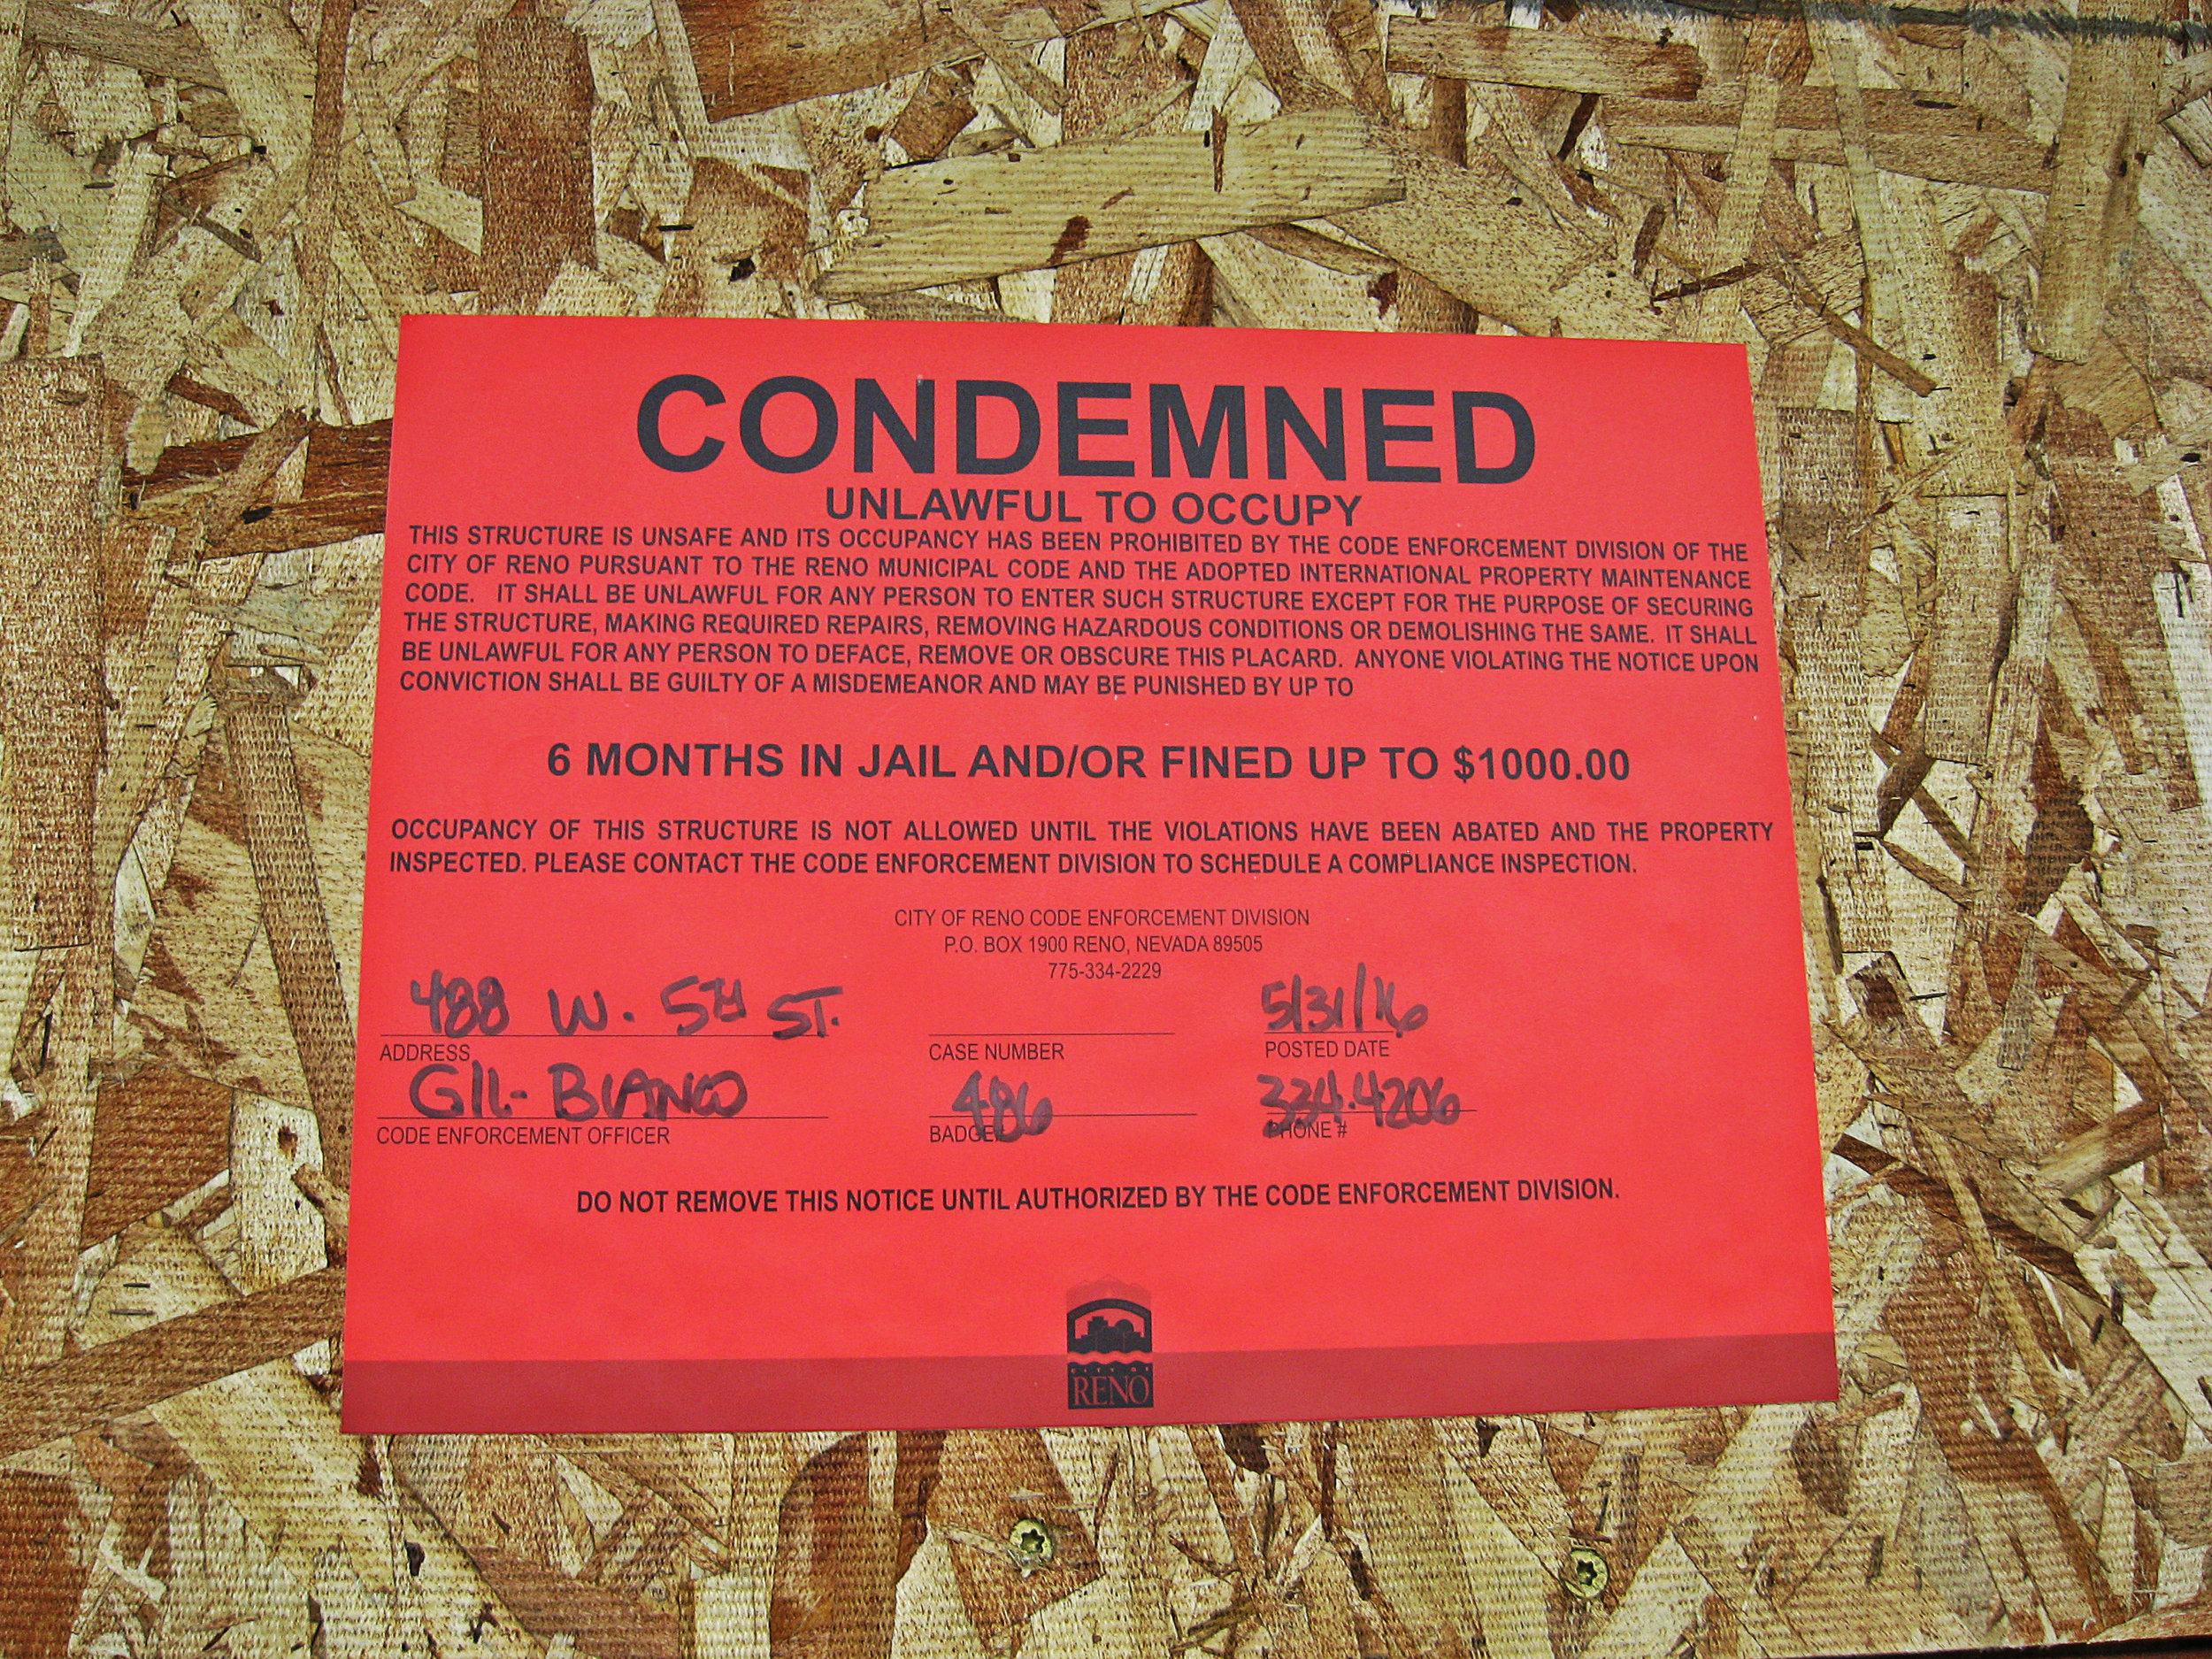 CONDEMNED
UNLAWFUL TO OCCUPY
THIS STRUCTURE IS UNSAFE AND ITS OCCUPANCY HAS BEEN PROHIBITED BY THE CODE ENFORCEMENT DIVISION OF THE
CITY OF RENO PURSUANT TO THE RENO MUNICIPAL CODE AND THE ADOPTED INTERNATIONAL PROPERTY MAINTENANCE
CODE. IT SHALL BE UNLAWFUL FOR ANY PERSON TO ENTER SUCH STRUCTURE EXCEPT FOR THE PURPOSE OF SECURING
THE STRUCTURE, MAKING REQUIRED REPAIRS, REMOVING HAZARDOUS CONDITIONS OR DEMOLISHING THE SAME. IT SHALL
BE UNLAWFUL FOR ANY PERSON TO DEFACE, REMOVE OR OBSCURE THIS PLACARD. ANYONE VIOLATING THE NOTICE UPON
CONVICTION SHALL BE GUILTY OF A MISDEMEANOR AND MAY BE PUNISHED BY UP TO
6 MONTHS IN JAIL AND/OR FINED UP TO $1000.00
OCCUPANCY OF THIS STRUCTURE IS NOT ALLOWED UNTIL THE VIOLATIONS HAVE BEEN ABATED AND THE PROPERTY
INSPECTED. PLEASE CONTACT THE CODE ENFORCEMENT DIVISION TO SCHEDULE A COMPLIANCE INSPECTION.
CITY OF RENO CODE ENFORCEMENT DIVISION
P.O. BOX 1900 RENO, NEVADA 89505
775-334-2229
488 W. 5TH ST. 5/31/16
ADDRESS CASE NUMBER POSTED DATE
GIL-BIANCO 486 334.4206
CODE ENFORCEMENT OFFICER BADGE# PHONE #
DO NOT REMOVE THIS NOTICE UNTIL AUTHORIZED BY THE CODE ENFORCEMENT DIVISION.
CITY OF
RENO